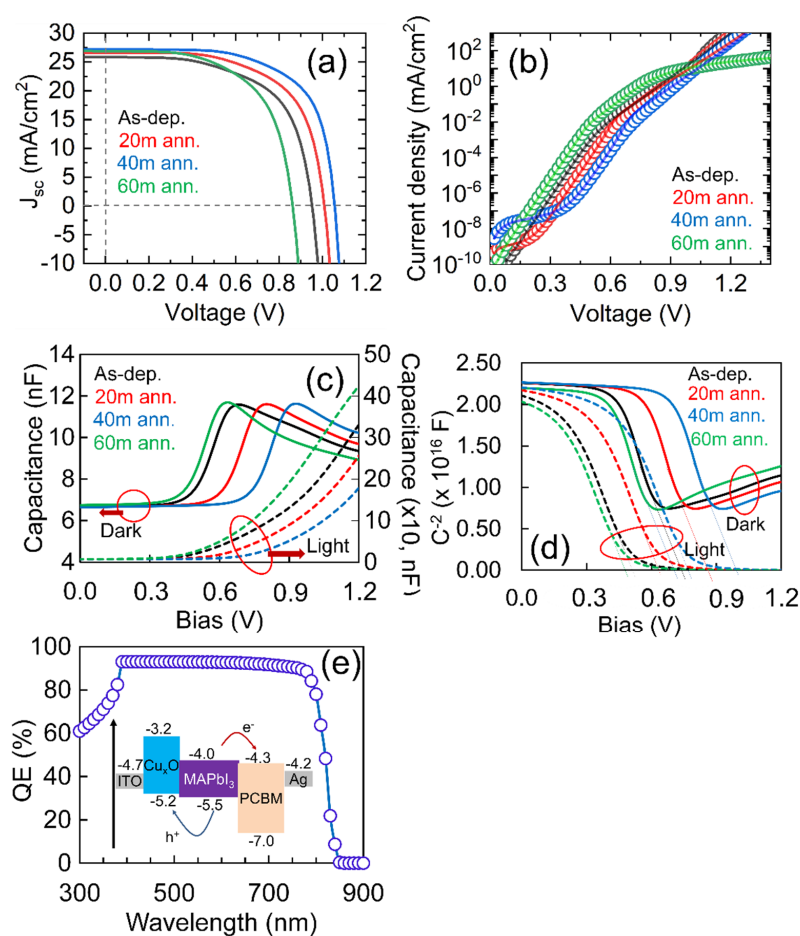 30
25
20
15
10
5
0
-5
-10
J_sc (mA/cm²)
(a)
As-dep.
20m ann.
40m ann.
60m ann.
0.0 0.2 0.4 0.6 0.8 1.0 1.2
Voltage (V)
10²
10⁰
10⁻²
10⁻⁴
10⁻⁶
10⁻⁸
10⁻¹⁰
Current density (mA/cm²)
(b)
As-dep.
20m ann.
40m ann.
60m ann.
0.0 0.3 0.6 0.9 1.2
Voltage (V)
14
12
10
8
6
4
Capacitance (nF)
As-dep.
20m ann.
40m ann.
60m ann.
(c)
Dark
Light
50
40
30
20
10
0
Capacitance (x10, nF)
0.0 0.3 0.6 0.9 1.2
Bias (V)
2.50
2.00
1.50
1.00
0.50
0.00
C⁻² (x 10¹⁶ F)
As-dep.
20m ann.
40m ann.
60m ann.
Dark
Light
(d)
0.0 0.3 0.6 0.9 1.2
Bias (V)
100
80
60
40
20
0
QE (%)
(e)
-3.2
e⁻
-4.7
CuₓO
-4.0
-4.3
-4.2
ITO
MAPbI₃
Ag
-5.2
-5.5
PCBM
h⁺
-7.0
300 500 700 900
Wavelength (nm)